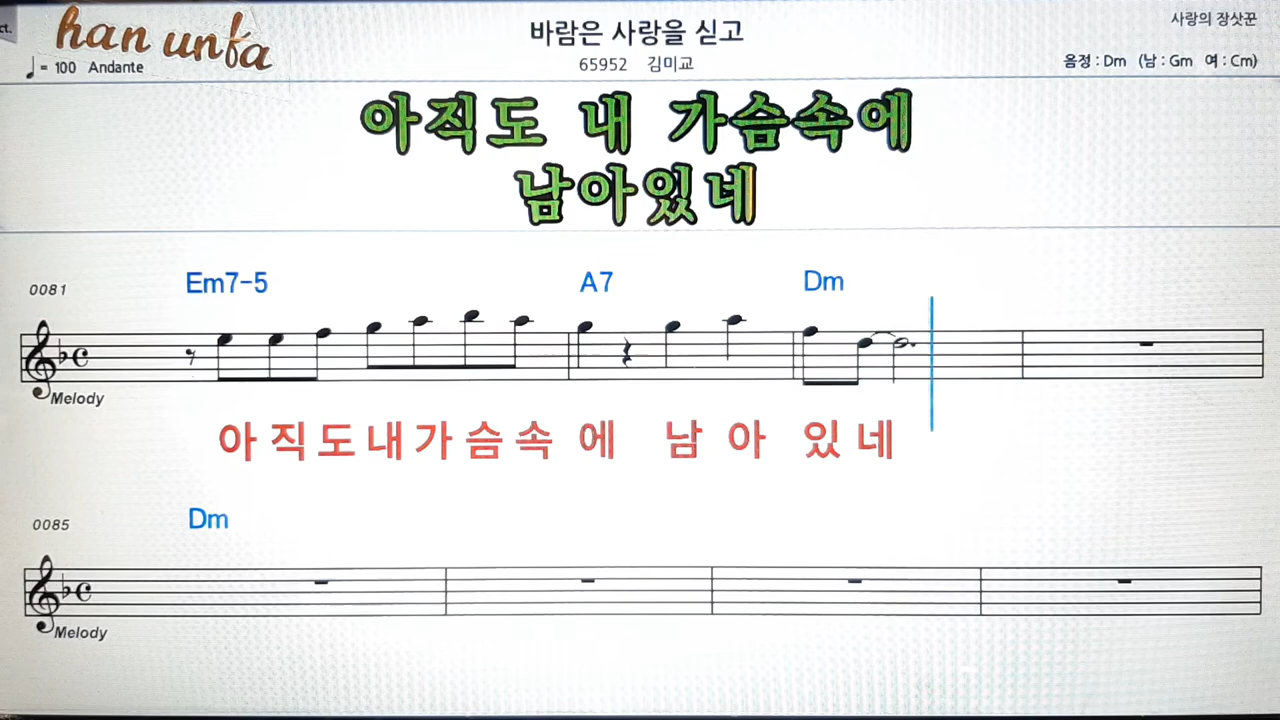 ct.
han unfa
바람은 사랑을 싣고
사랑의 장삿꾼
♩= 100 Andante
65952 김미교
음정 : Dm (남 : Gm 여 : Cm)
아직도 내 가슴속에
남아있네
0081
Em7-5 A7 Dm
Melody
아직도내가슴속에 남아 있네
0085
Dm
Melody